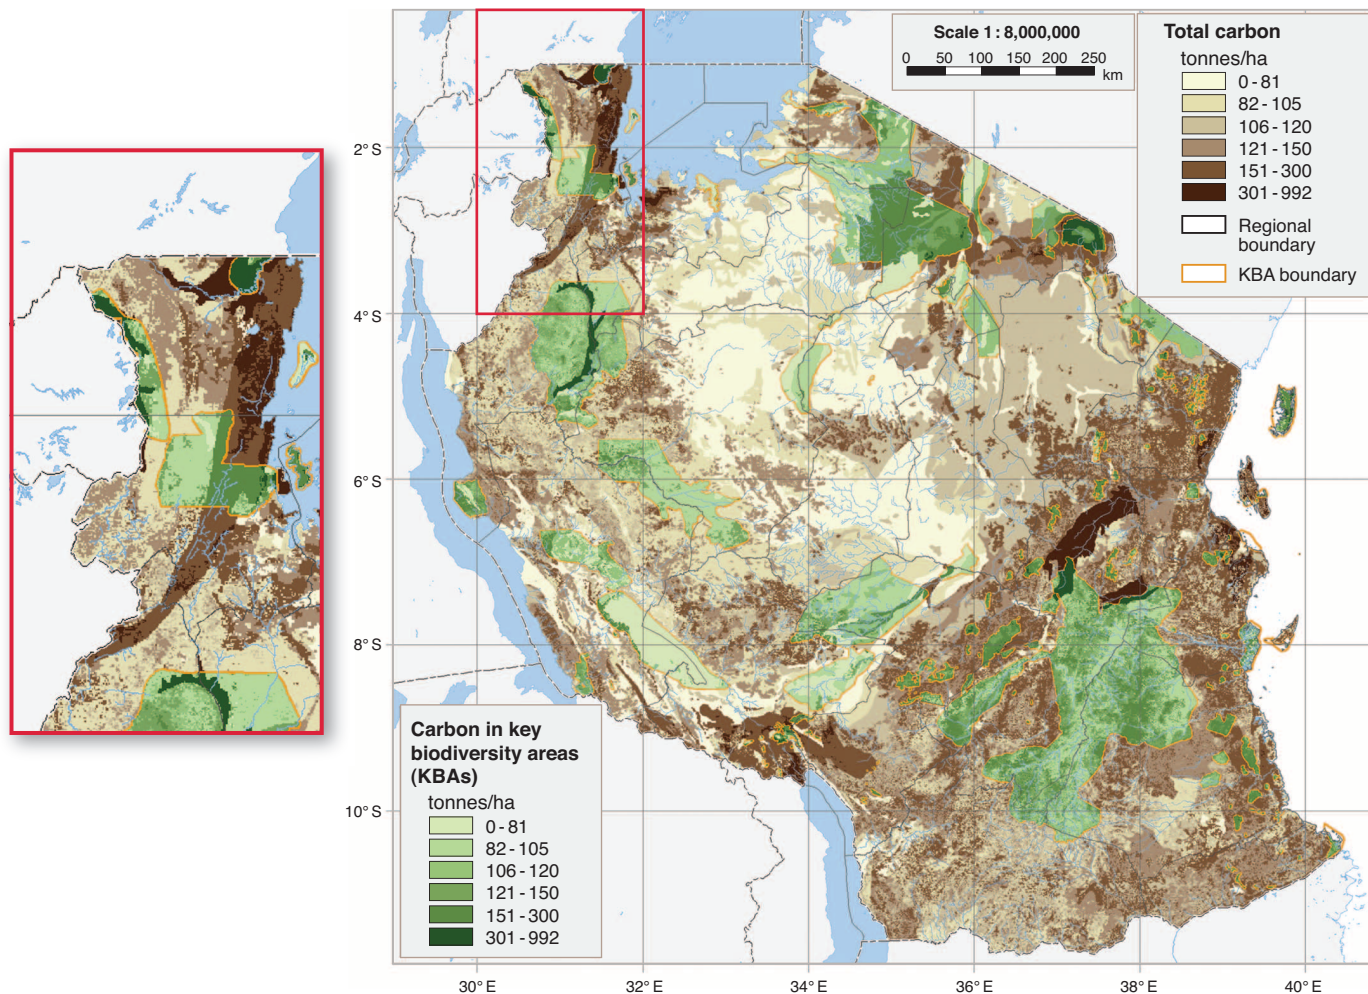 Scale 1 : 8,000,000
0 50 100 150 200 250
km
Total carbon
tonnes/ha
0 - 81
82 - 105
106 - 120
121 - 150
151 - 300
301 - 992
Regional
boundary
KBA boundary
2° S
4° S
6° S
8° S
10° S
Carbon in key
biodiversity areas
(KBAs)
tonnes/ha
0 - 81
82 - 105
106 - 120
121 - 150
151 - 300
301 - 992
30° E 32° E 34° E 36° E 38° E 40° E